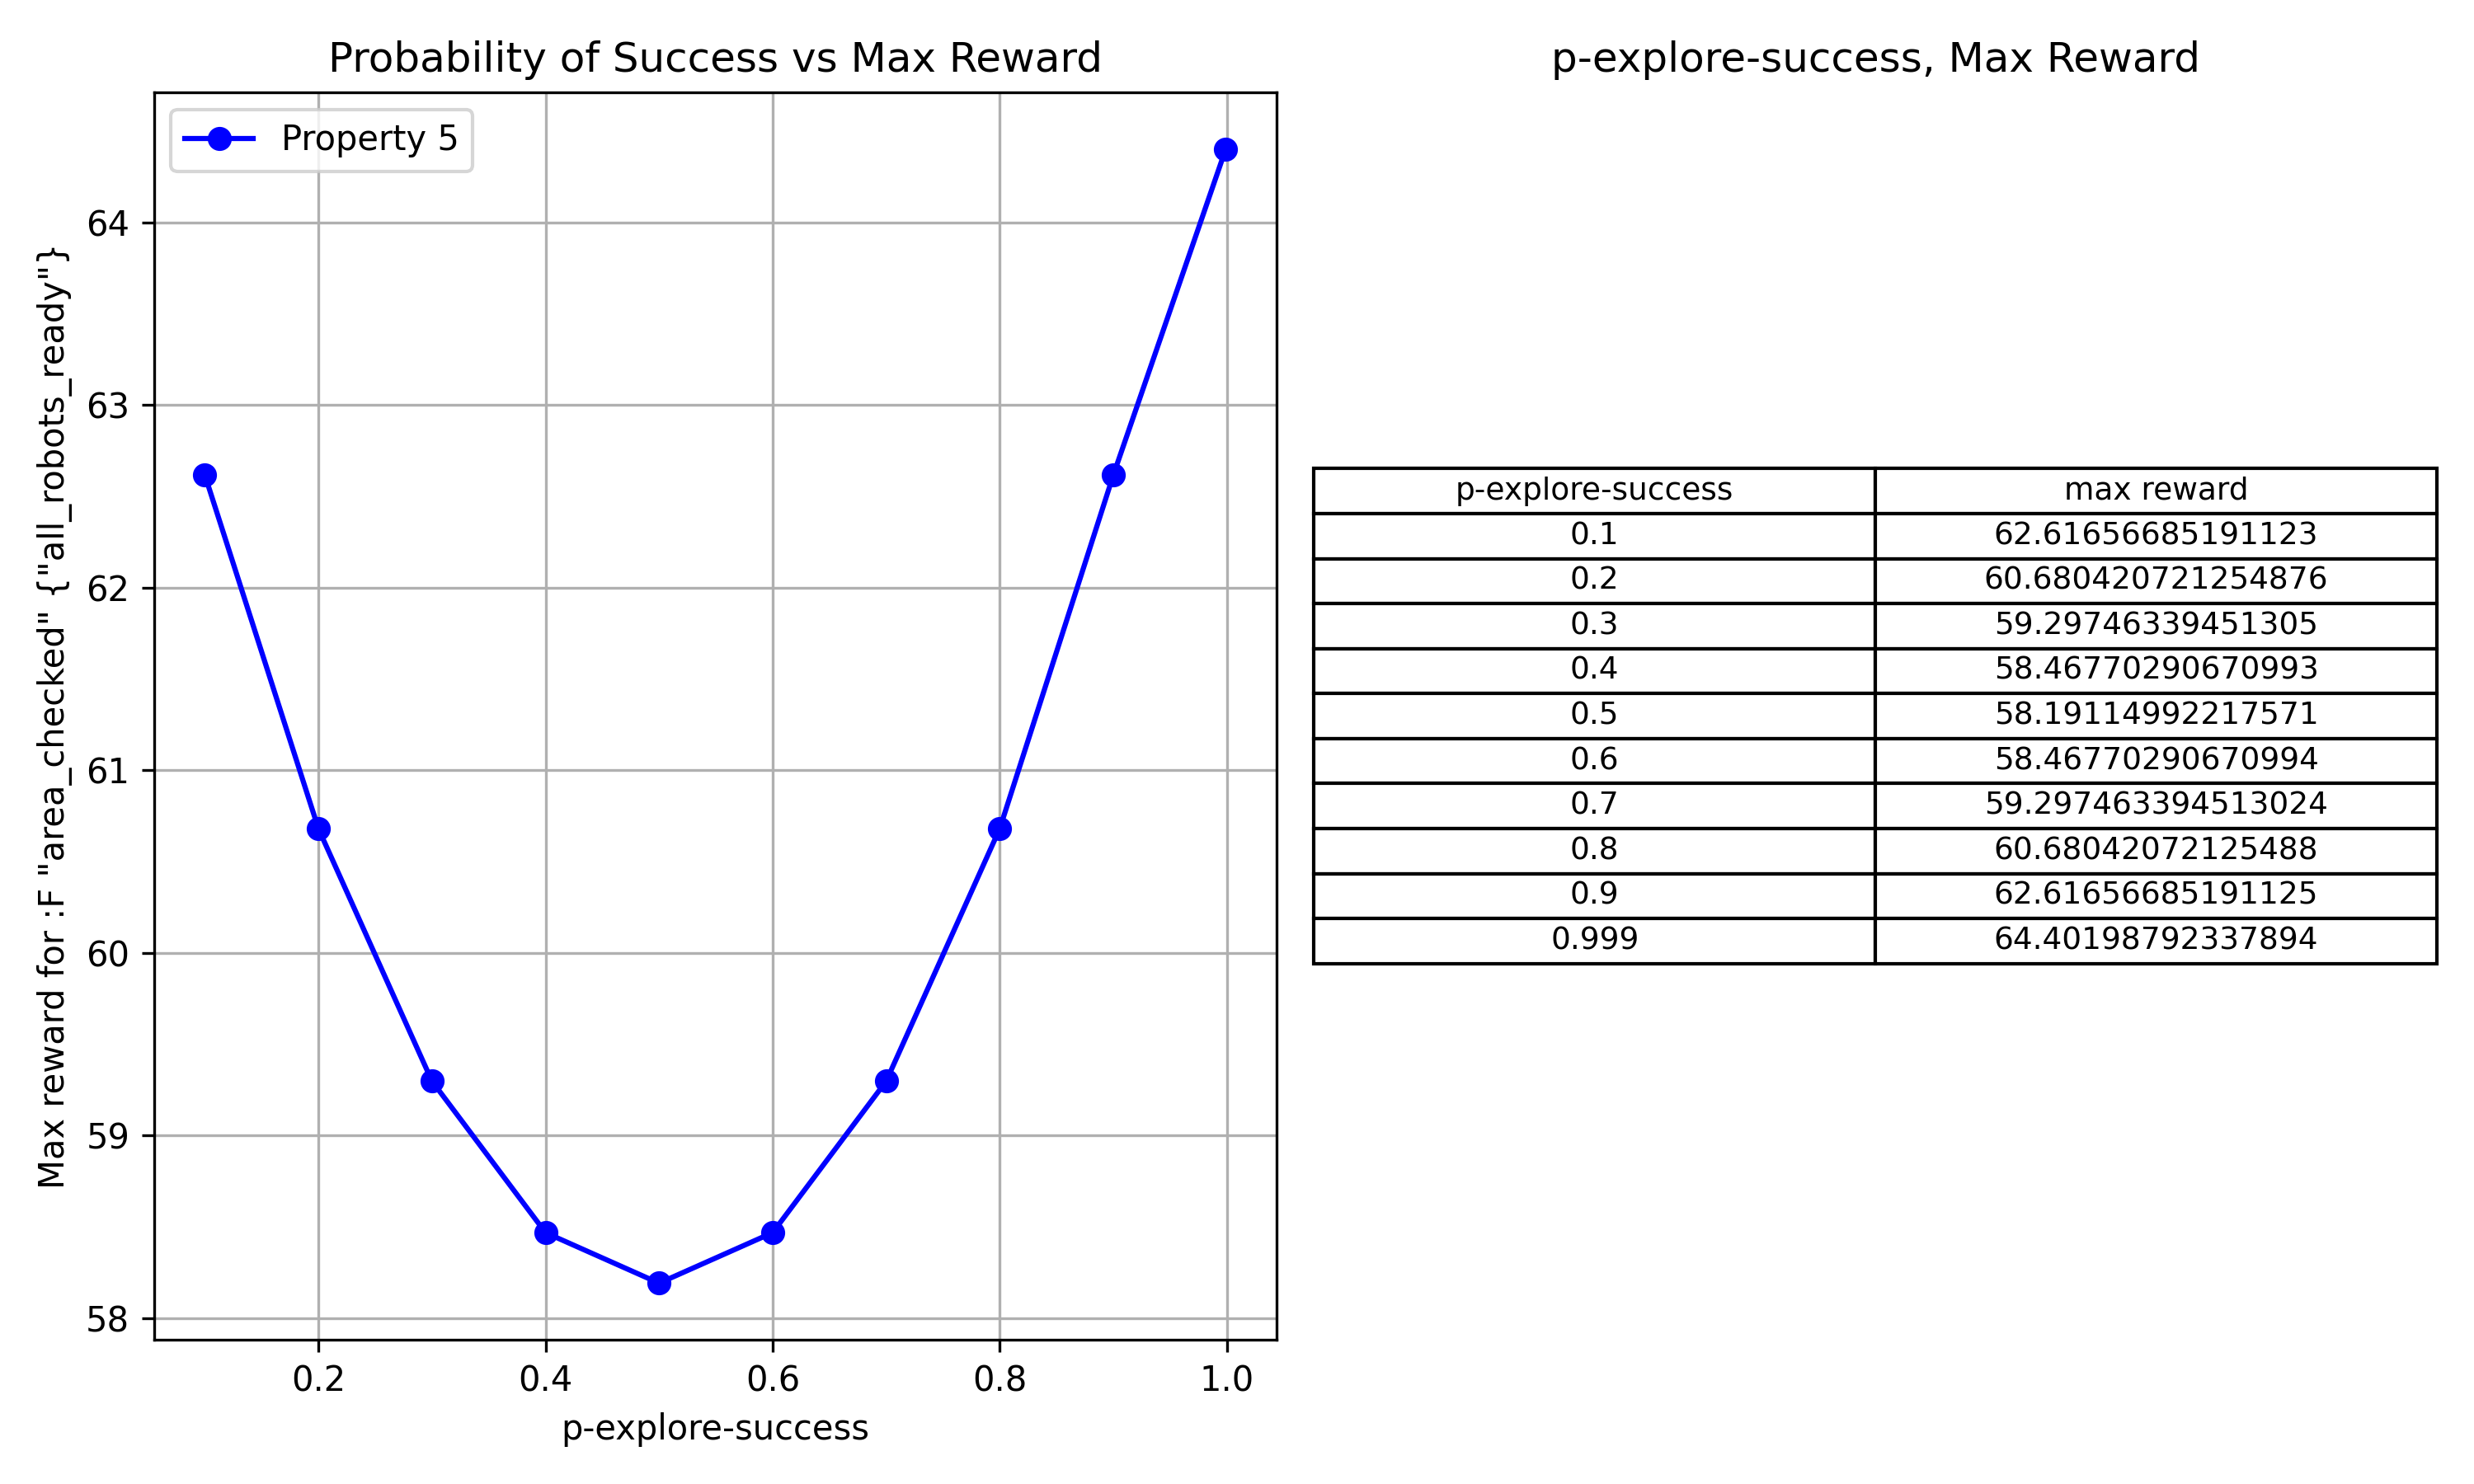 Probability of Success vs Max Reward
Property 5
Max reward for :F "area_checked" {"all_robots_ready"}
64
63
62
61
60
59
58
0.2 0.4 0.6 0.8 1.0
p-explore-success
p-explore-success, Max Reward
p-explore-success max reward
0.1 62.61656685191123
0.2 60.680420721254876
0.3 59.29746339451305
0.4 58.46770290670993
0.5 58.19114992217571
0.6 58.46770290670994
0.7 59.297463394513024
0.8 60.68042072125488
0.9 62.61656685191125
0.999 64.40198792337894